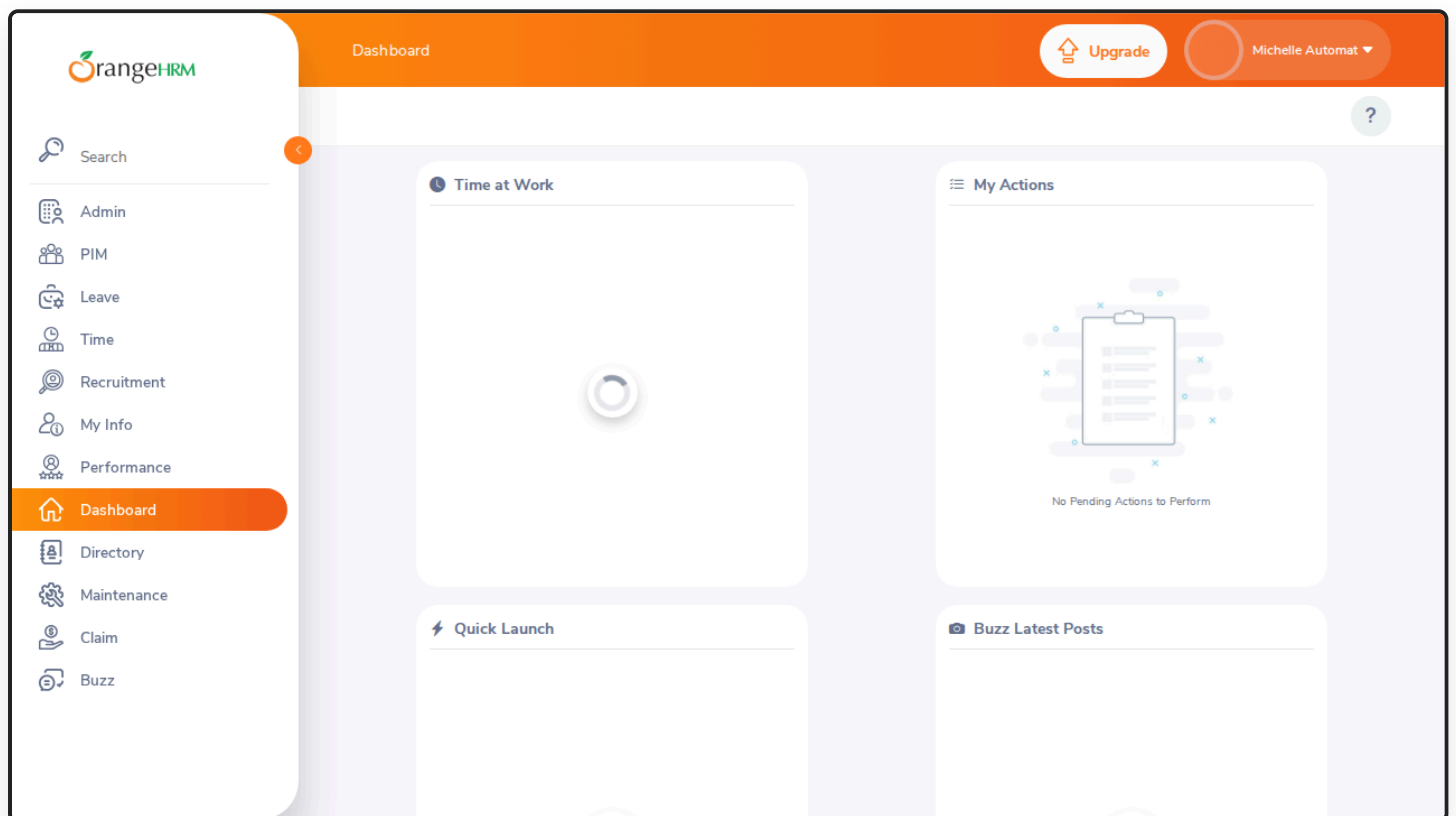 OrangeHRM
Dashboard
Upgrade
Michelle Automat
?
Search
Admin
PIM
Leave
Time
Recruitment
My Info
Performance
Dashboard
Directory
Maintenance
Claim
Buzz
Time at Work
My Actions
No Pending Actions to Perform
Quick Launch
Buzz Latest Posts